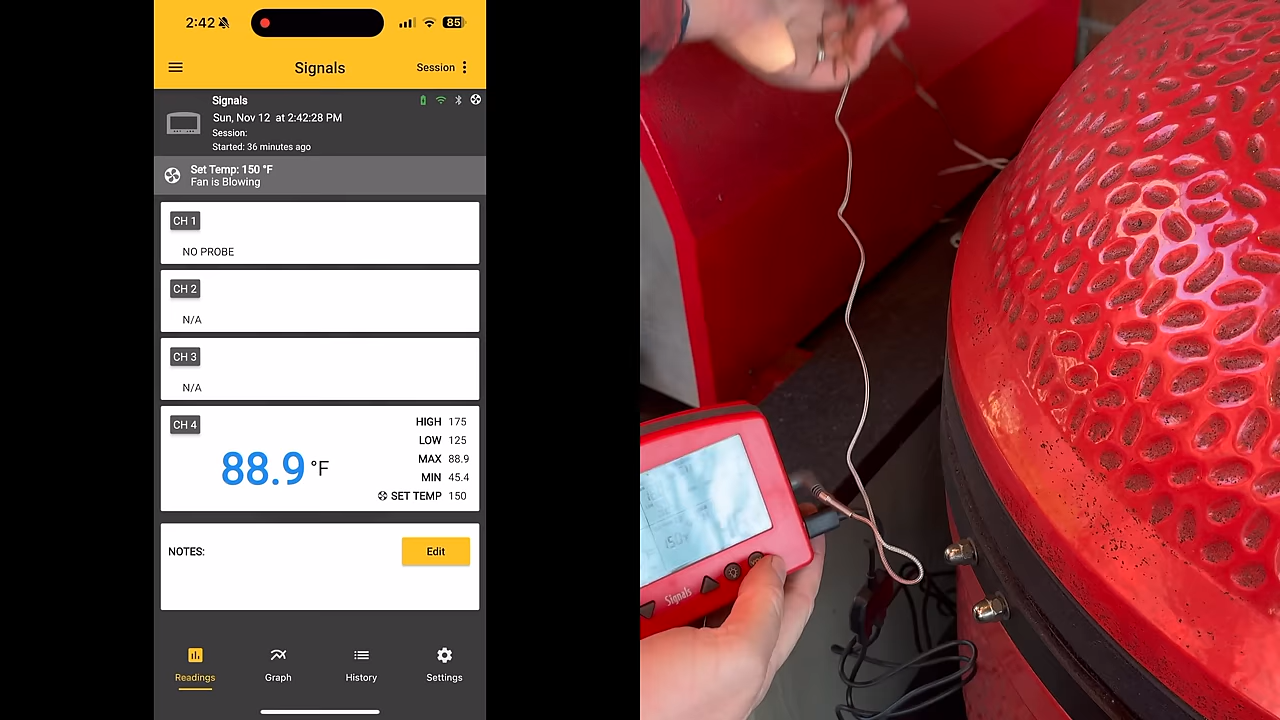 2:42
85
Signals
Session
Signals
Sun, Nov 12 at 2:42:28 PM
Session:
Started: 36 minutes ago
Set Temp: 150 °F
Fan is Blowing
CH 1
NO PROBE
CH 2
N/A
CH 3
N/A
CH 4
88.9 °F
HIGH 175
LOW 125
MAX 88.9
MIN 45.4
SET TEMP 150
NOTES:
Edit
Readings
Graph
History
Settings
Signals